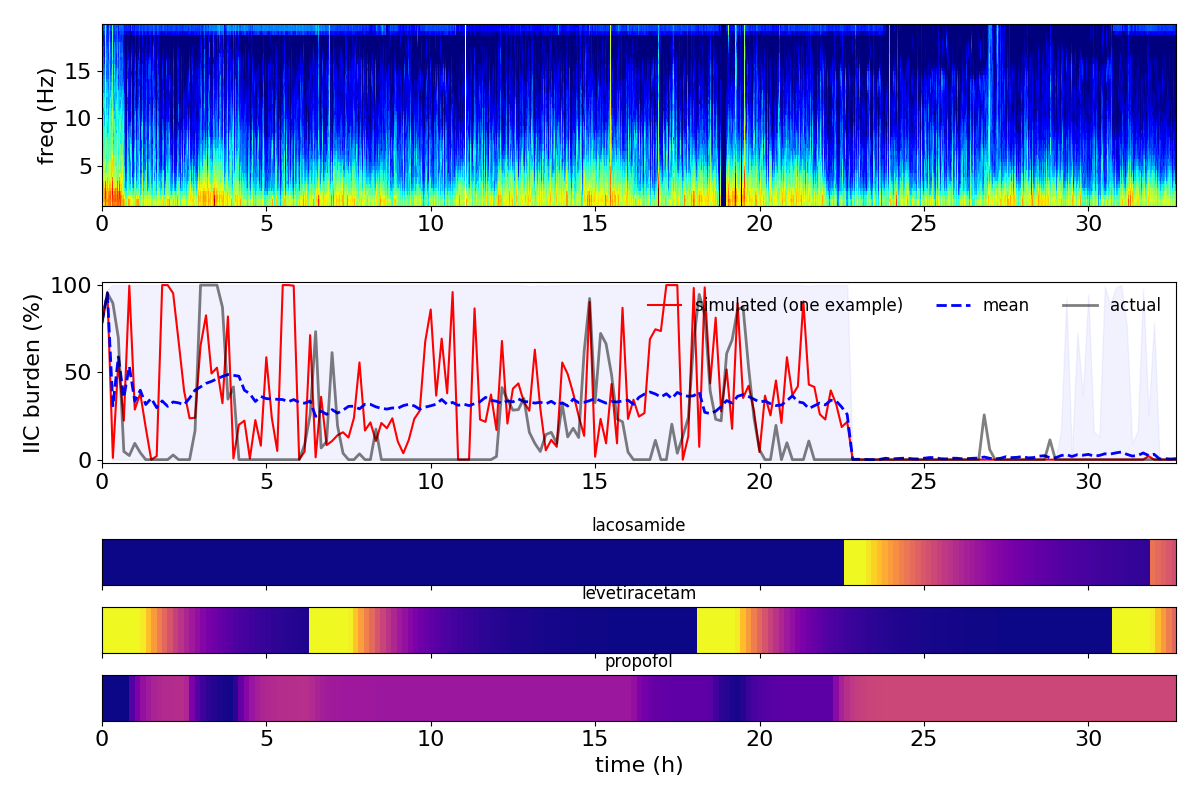 freq (Hz)
15
10
5
0 5 10 15 20 25 30
IIC burden (%)
100
50
0
simulated (one example) mean actual
0 5 10 15 20 25 30
lacosamide
levetiracetam
propofol
0 5 10 15 20 25 30
time (h)